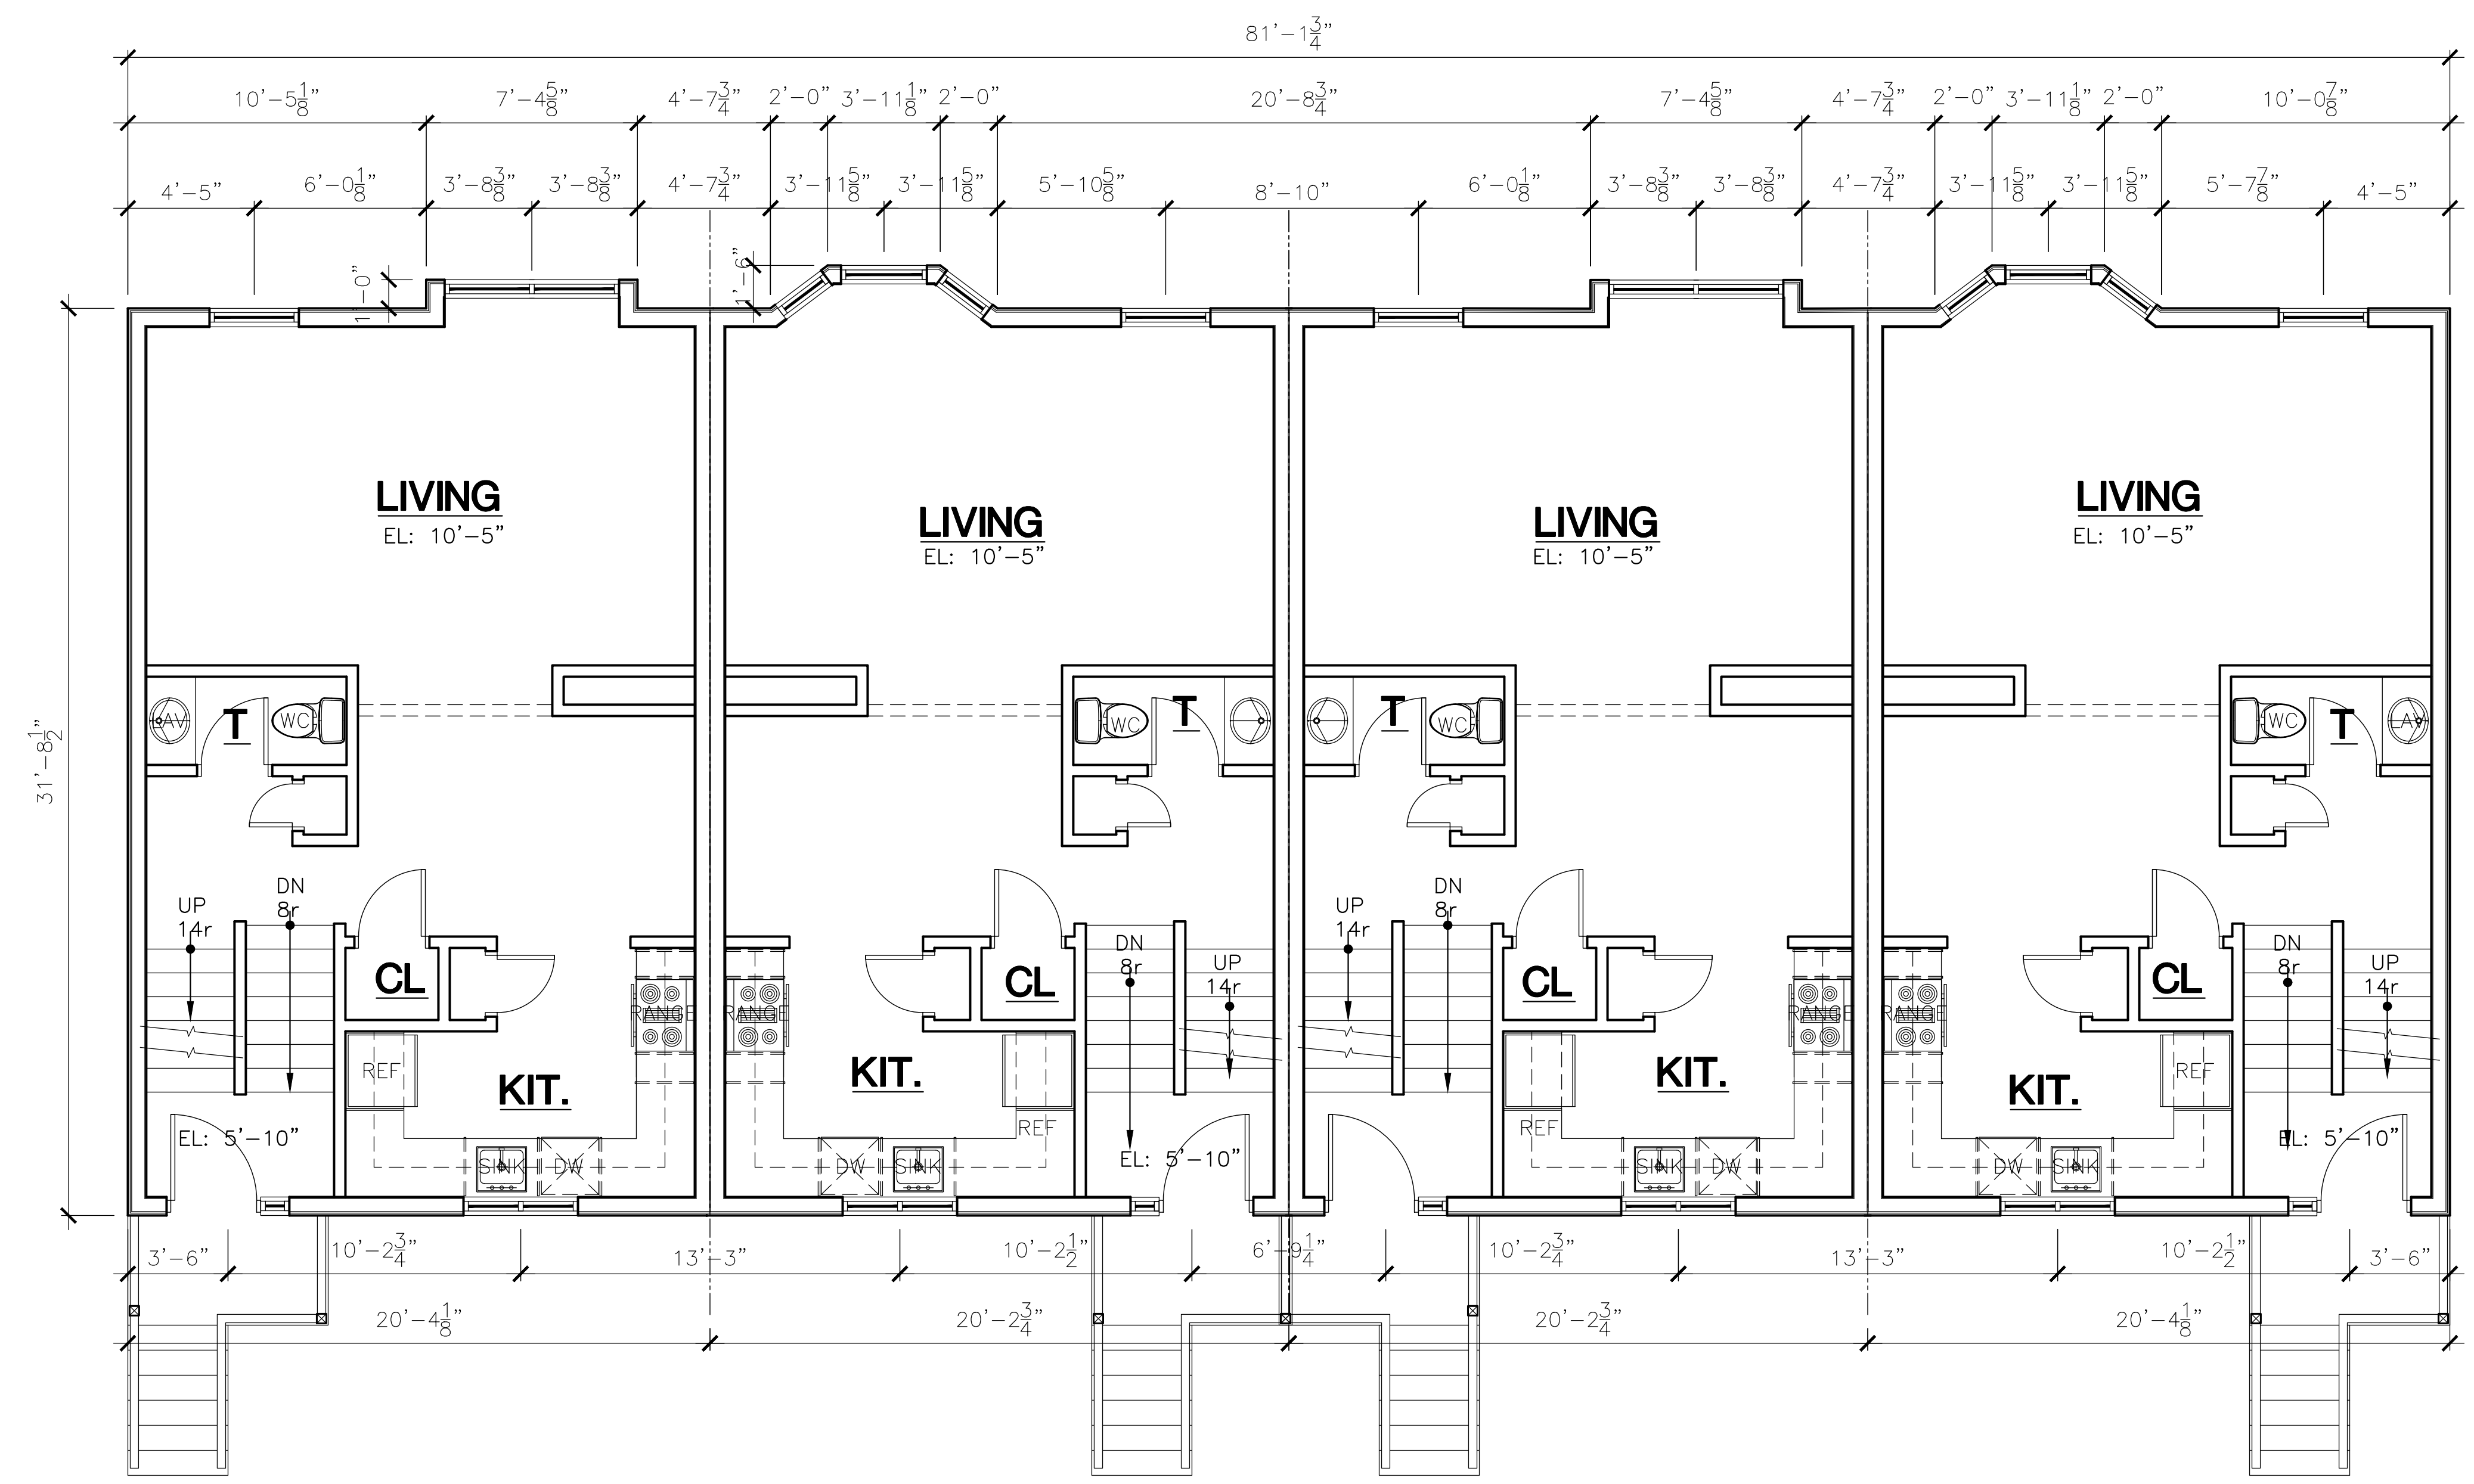 81'-1 3/4"
10'-5 1/8" 7'-4 5/8" 4'-7 3/4" 2'-0" 3'-11 1/8" 2'-0" 20'-8 3/4" 7'-4 5/8" 4'-7 3/4" 2'-0" 3'-11 1/8" 2'-0" 10'-0 7/8"
4'-5" 6'-0 1/8" 3'-8 3/8" 3'-8 3/8" 4'-7 3/4" 3'-11 5/8" 3'-11 5/8" 5'-10 5/8" 8'-10" 6'-0 1/8" 3'-8 3/8" 3'-8 3/8" 4'-7 3/4" 3'-11 5/8" 3'-11 5/8" 5'-7 7/8" 4'-5"
1'-0" 1'-6"
31'-8 1/2"
LIVING
EL: 10'-5"
LIVING
EL: 10'-5"
LIVING
EL: 10'-5"
LIVING
EL: 10'-5"
LAV T WC WC T T WC WC T LAV
UP
14r
DN
8r
DN
8r
UP
14r
UP
14r
DN
8r
DN
8r
UP
14r
CL CL CL CL
RANGE RANGE RANGE RANGE
REF KIT. KIT. KIT. KIT. REF
REF REF
EL: 5'-10" EL: 5'-10" EL: 5'-10"
SINK DW DW SINK SINK DW DW SINK
3'-6" 10'-2 3/4" 13'-3" 10'-2 1/2" 6'-9 1/4" 10'-2 3/4" 13'-3" 10'-2 1/2" 3'-6"
20'-4 1/8" 20'-2 3/4" 20'-2 3/4" 20'-4 1/8"